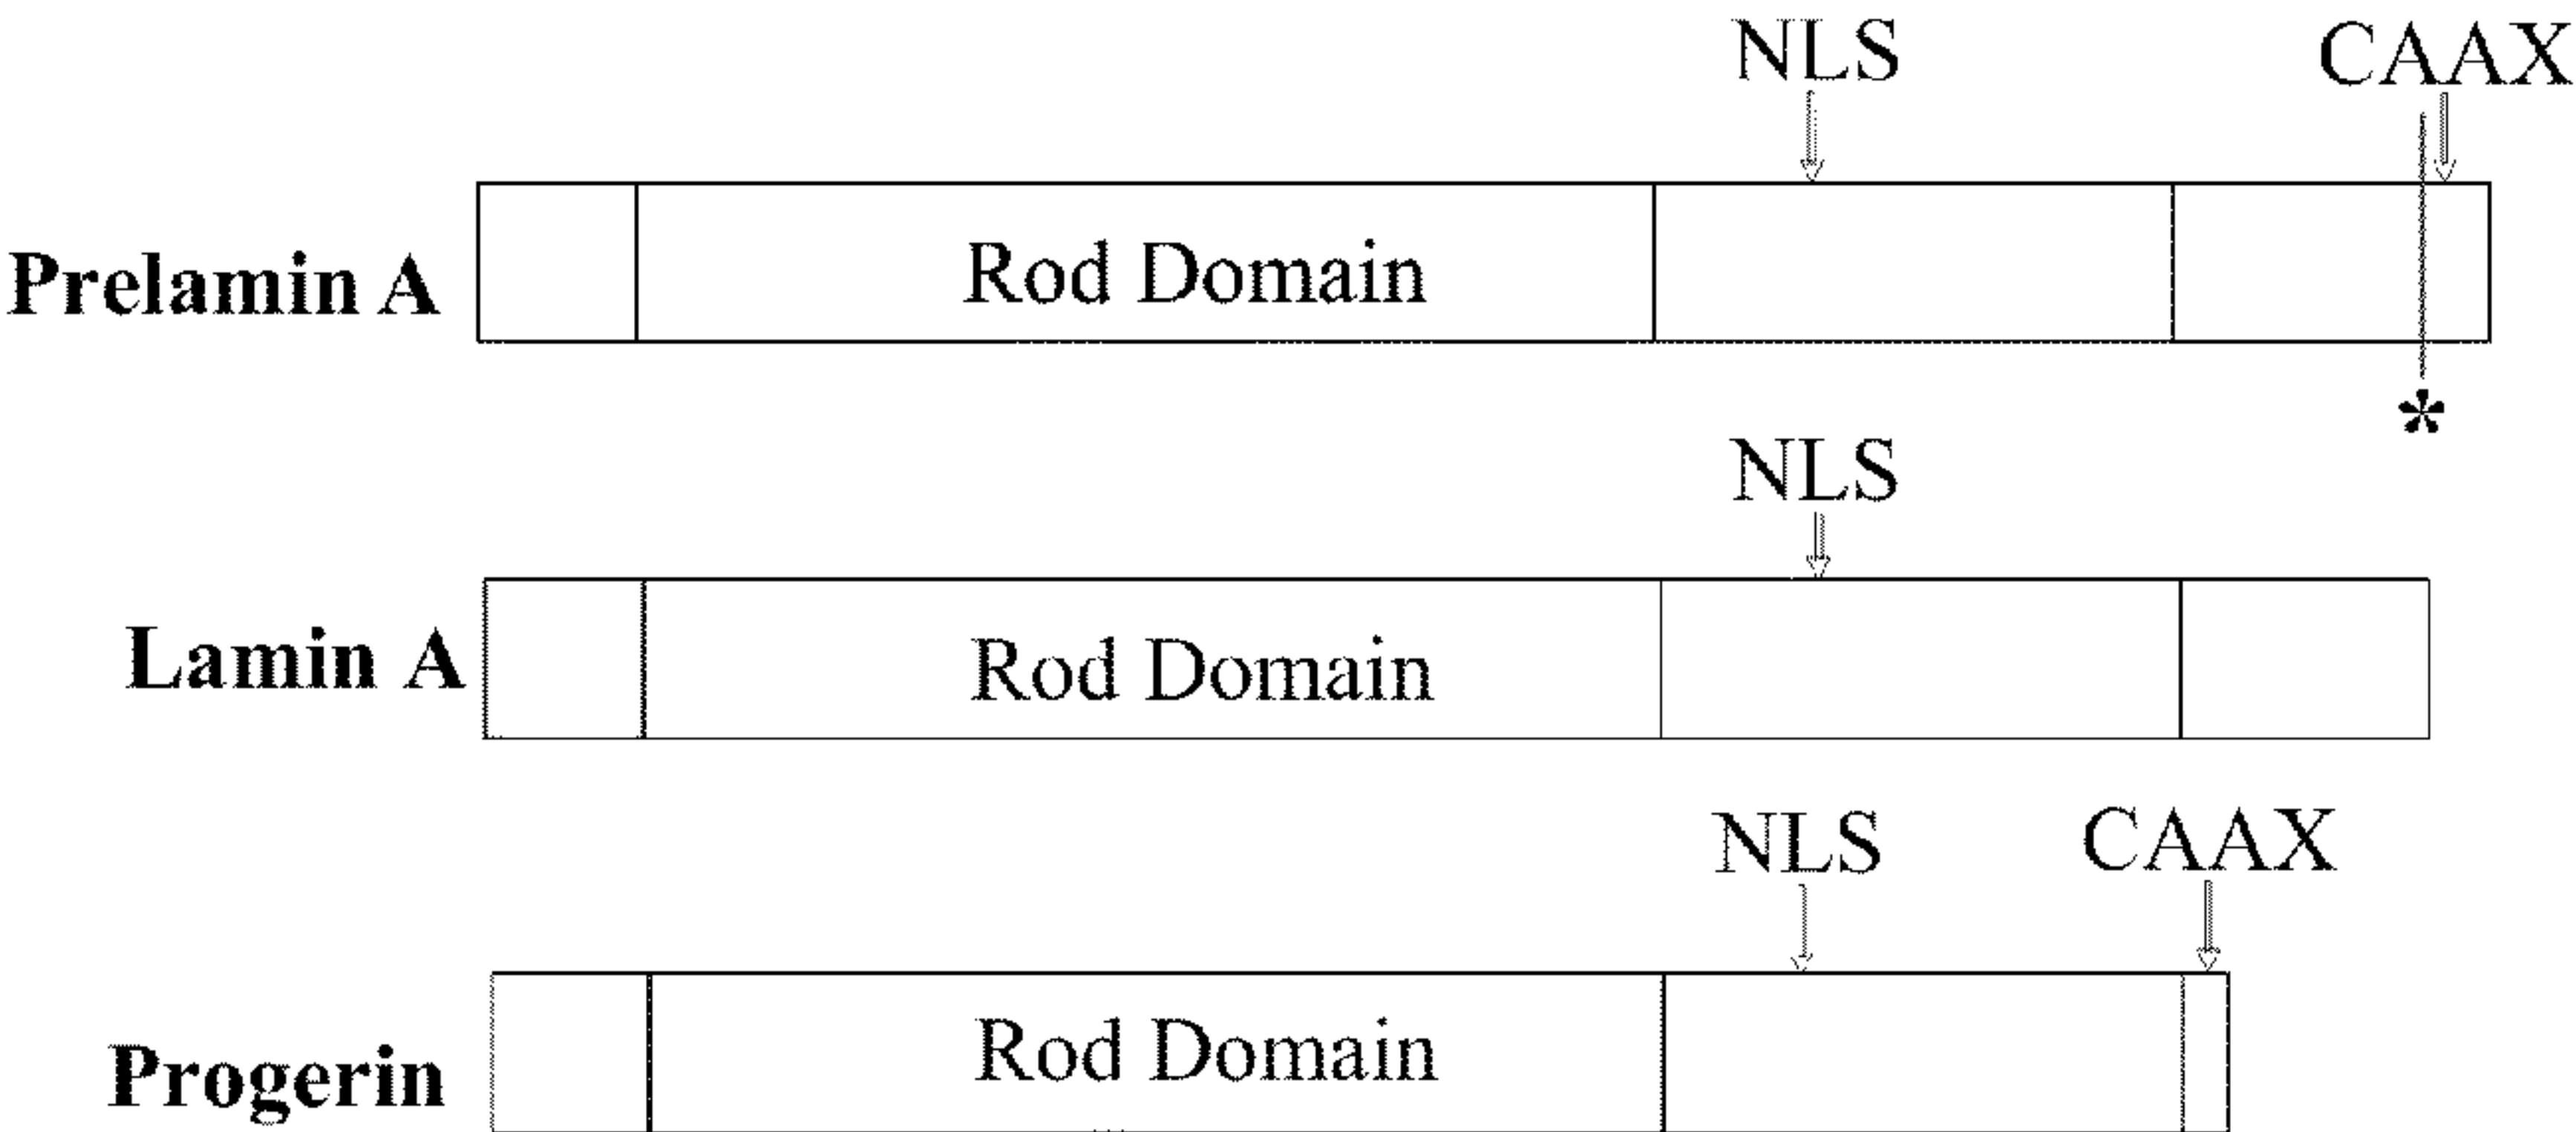 NLS CAAX
Prelamin A Rod Domain
*
NLS
Lamin A Rod Domain
NLS CAAX
Progerin Rod Domain